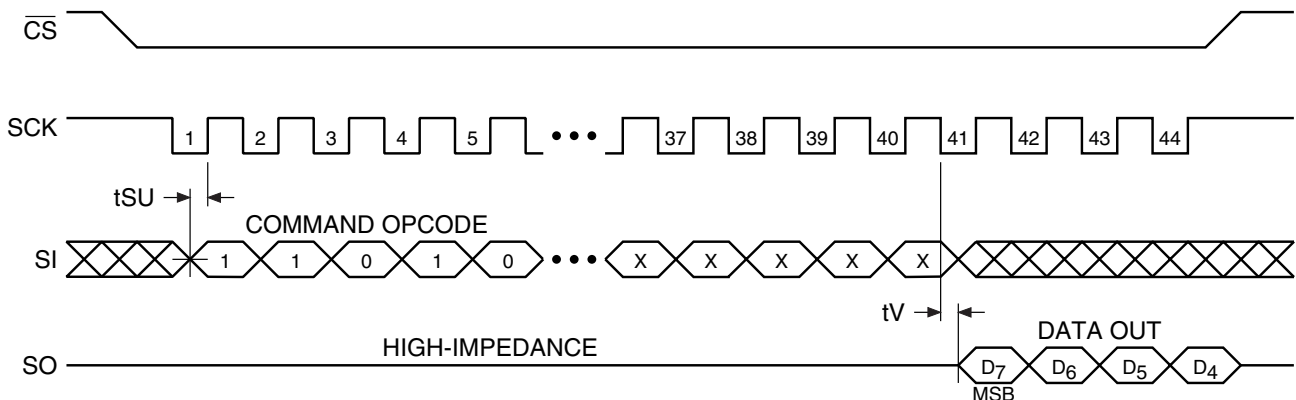 CS
SCK 1 2 3 4 5 ••• 37 38 39 40 41 42 43 44
tSU
COMMAND OPCODE
SI 1 1 0 1 0 ••• X X X X X
tV
DATA OUT
HIGH-IMPEDANCE
SO D7 D6 D5 D4
MSB